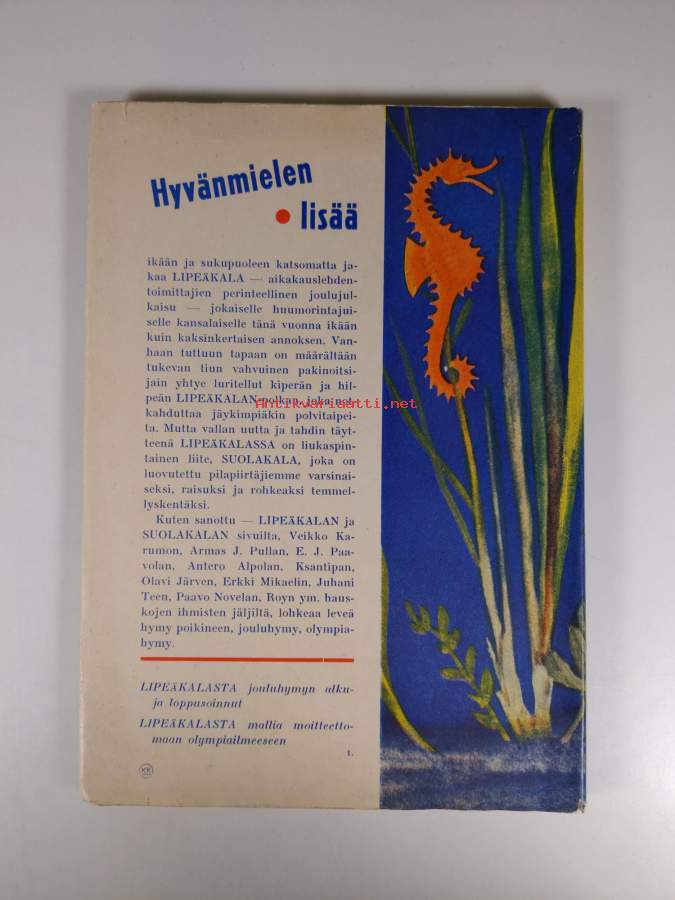 Hyvänmielen
• lisää
ikään ja sukupuoleen katsomatta ja-
kaa LIPEÄKALA — aikakauslehden-
toimittajien perinteellinen joulujul-
kaisu — jokaiselle huumorintajui-
selle kansalaiselle tänä vuonna ikään
kuin kaksinkertaisen annoksen. Van-
haan tuttuun tapaan on määrältään
tukevan tiun vahvuinen pakinoitsi-
jain yhtye luritellut kiperän ja hil-
peän LIPEÄKALAN-polkan, joka
Antikvariaatti.net
kahduttaa jäykimpiäkin polvitaipei-
ta. Mutta vallan uutta ja tahdin täyt-
teenä LIPEÄKALASSA on liukaspin-
tainen liite, SUOLAKALA, joka on
luovutettu pilapiirtäjiemme varsinai-
seksi, raisuksi ja rohkeaksi temmel-
lyskentäksi.
Kuten sanottu — LIPEÄKALAN ja
SUOLAKALAN sivuilta, Veikko Ka-
rumon, Armas J. Pullan, E. J. Paa-
volan, Antero Alpolan, Ksantipan,
Olavi Järven, Erkki Mikaelin, Juhani
Teen, Paavo Novelan, Royn ym. haus-
kojen ihmisten jäljiltä, lohkeaa leveä
hymy poikineen, jouluhymy, olympia-
hymy.
LIPEÄKALASTA jouluhymyn alku-
ja loppusoinnut
LIPEÄKALASTA mallia moitteetto-
maan olympiailmeeseen
1.
KK